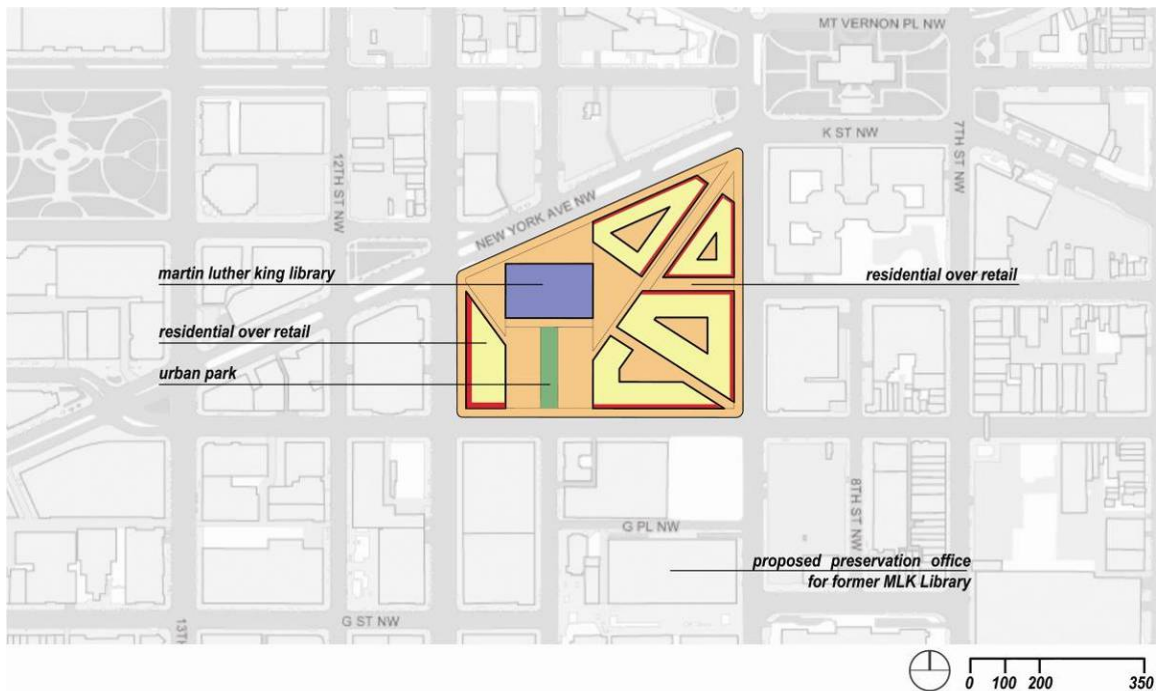 MT VERNON PL NW
K ST NW
7TH ST NW
12TH ST NW
NEW YORK AVE NW
martin luther king library
residential over retail
residential over retail
urban park
8TH ST NW
G PL NW
proposed preservation office
for former MLK Library
G ST NW
13TH
0 100 200 350